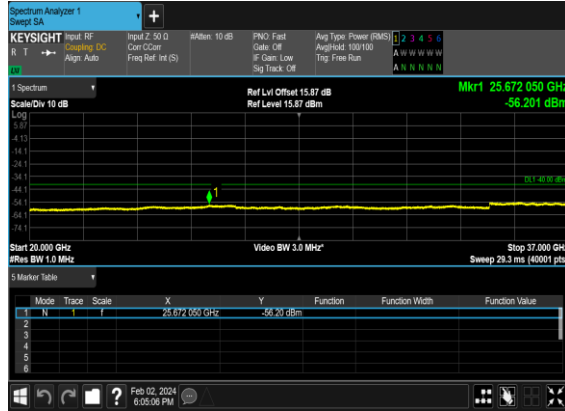 Spectrum Analyzer 1
Swept SA
+
KEYSIGHT Input: RF Input Z: 50 Ω #Atten: 10 dB PNO: Fast Avg Type: Power (RMS) 1 2 3 4 5 6
R T Coupling: DC Corr CCorr Gate: Off Avg|Hold: 100/100 A W W W W W
Align: Auto Freq Ref: Int (S) IF Gain: Low Trig: Free Run
LV Sig Track: Off A N N N N N
1 Spectrum Ref Lvl Offset 15.87 dB Mkr1 25.672 050 GHz
Scale/Div 10 dB Ref Level 15.87 dBm -56.201 dBm
Log
5.87
-4.13
-14.1
-24.1
-34.1 DL1 -40.00 dBm
-44.1 1
-54.1
-64.1
-74.1
Start 20.000 GHz Video BW 3.0 MHz* Stop 37.000 GHz
#Res BW 1.0 MHz Sweep 29.3 ms (40001 pts)
5 Marker Table
Mode Trace Scale X Y Function Function Width Function Value
1 N 1 f 25.672 050 GHz -56.20 dBm
2
3
4
5
6
? Feb 02, 2024
6:05:06 PM